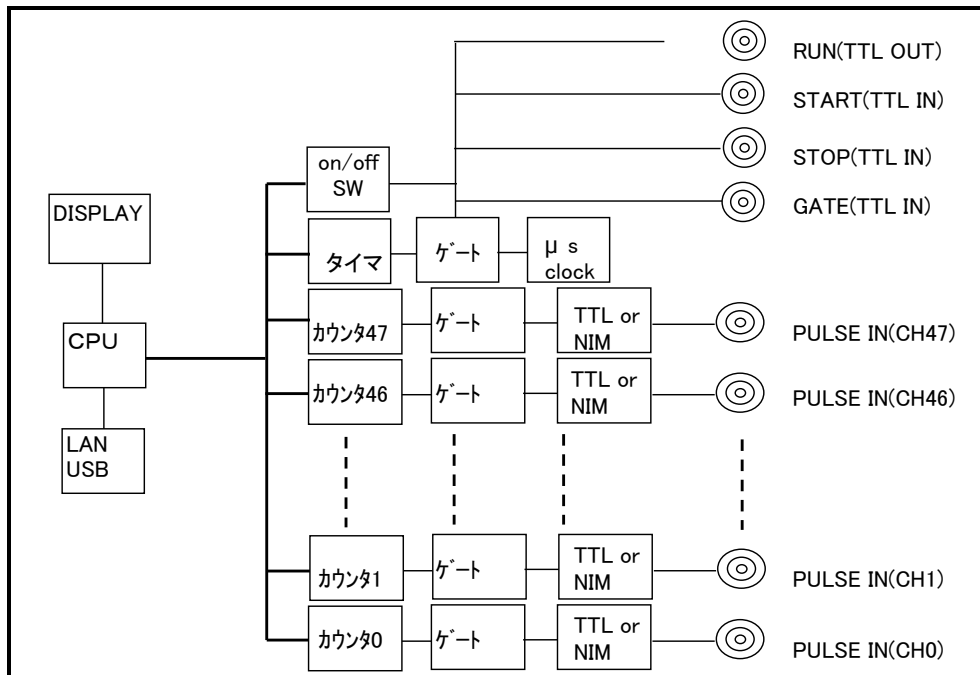 RUN(TTL OUT)
START(TTL IN)
on/off
SW
STOP(TTL IN)
DISPLAY
GATE(TTL IN)
タイマ
ｹﾞｰﾄ
μ s
clock
CPU
ｶｳﾝﾀ47
ｹﾞｰﾄ
TTL or
NIM
PULSE IN(CH47)
ｶｳﾝﾀ46
ｹﾞｰﾄ
TTL or
NIM
PULSE IN(CH46)
LAN
USB
ｶｳﾝﾀ1
ｹﾞｰﾄ
TTL or
NIM
PULSE IN(CH1)
ｶｳﾝﾀ0
ｹﾞｰﾄ
TTL or
NIM
PULSE IN(CH0)